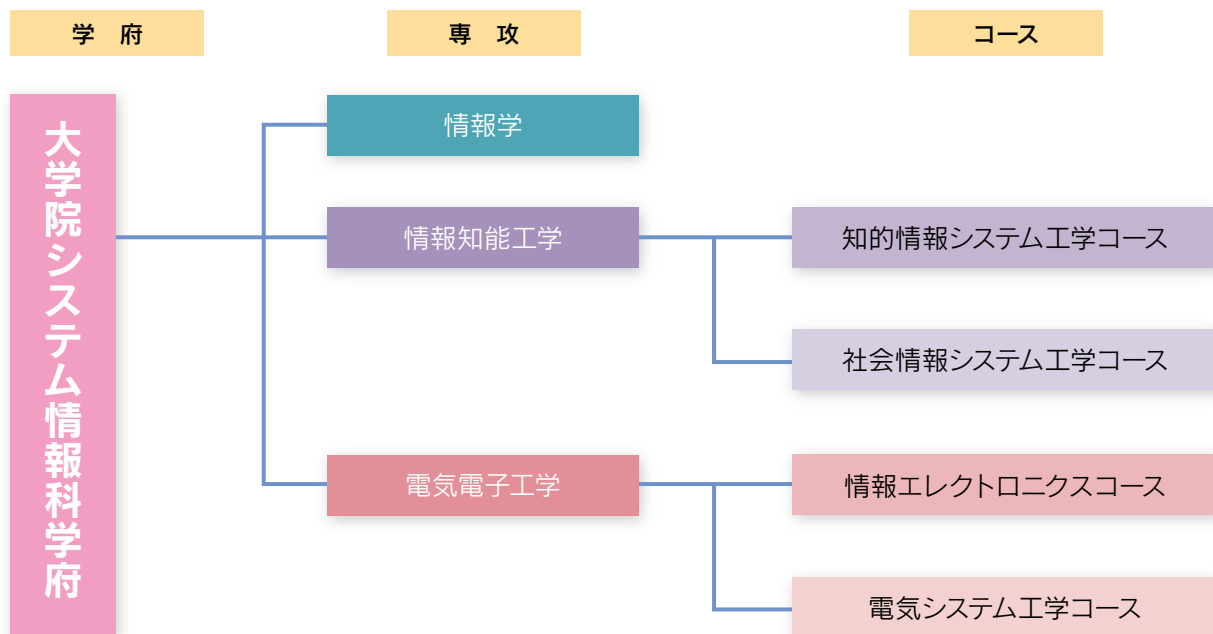 学　府
専　攻
コース
大学院システム情報科学府
情報学
情報知能工学
知的情報システム工学コース
社会情報システム工学コース
電気電子工学
情報エレクトロニクスコース
電気システム工学コース